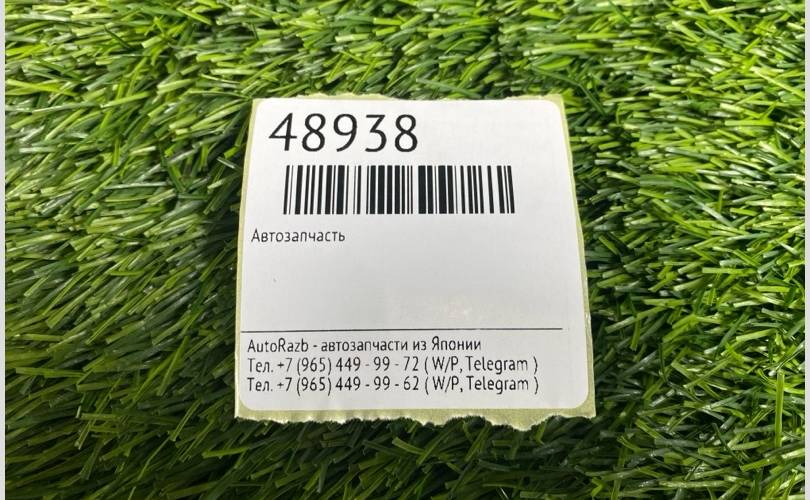 48938
Автозапчасть
AutoRazb - автозапчасти из Японии
Тел. +7 (965) 449 - 99 - 72 ( W/P, Telegram )
Тел. +7 (965) 449 - 99 - 62 ( W/P, Telegram )